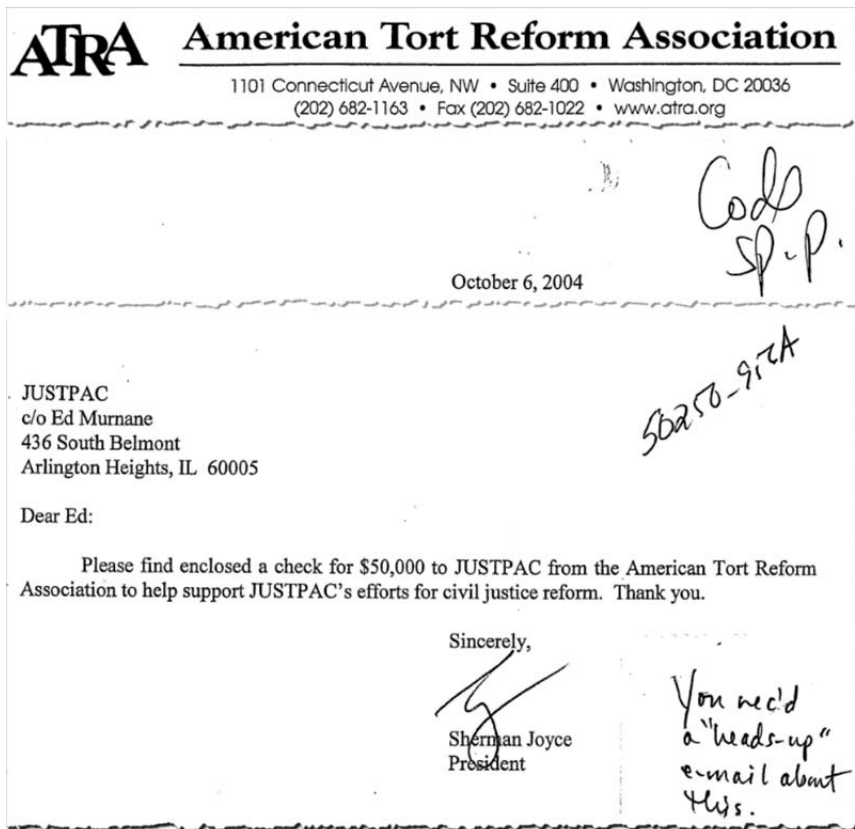 ATRA American Tort Reform Association
1101 Connecticut Avenue, NW • Suite 400 • Washington, DC 20036
(202) 682-1163 • Fax (202) 682-1022 • www.atra.org
Code
SP-P.
October 6, 2004
JUSTPAC
c/o Ed Murnane
436 South Belmont
Arlington Heights, IL 60005
Dear Ed:
Please find enclosed a check for $50,000 to JUSTPAC from the American Tort Reform
Association to help support JUSTPAC's efforts for civil justice reform. Thank you.
Sincerely,
Sherman Joyce
President
You rec'd
a "heads-up"
e-mail about
this.